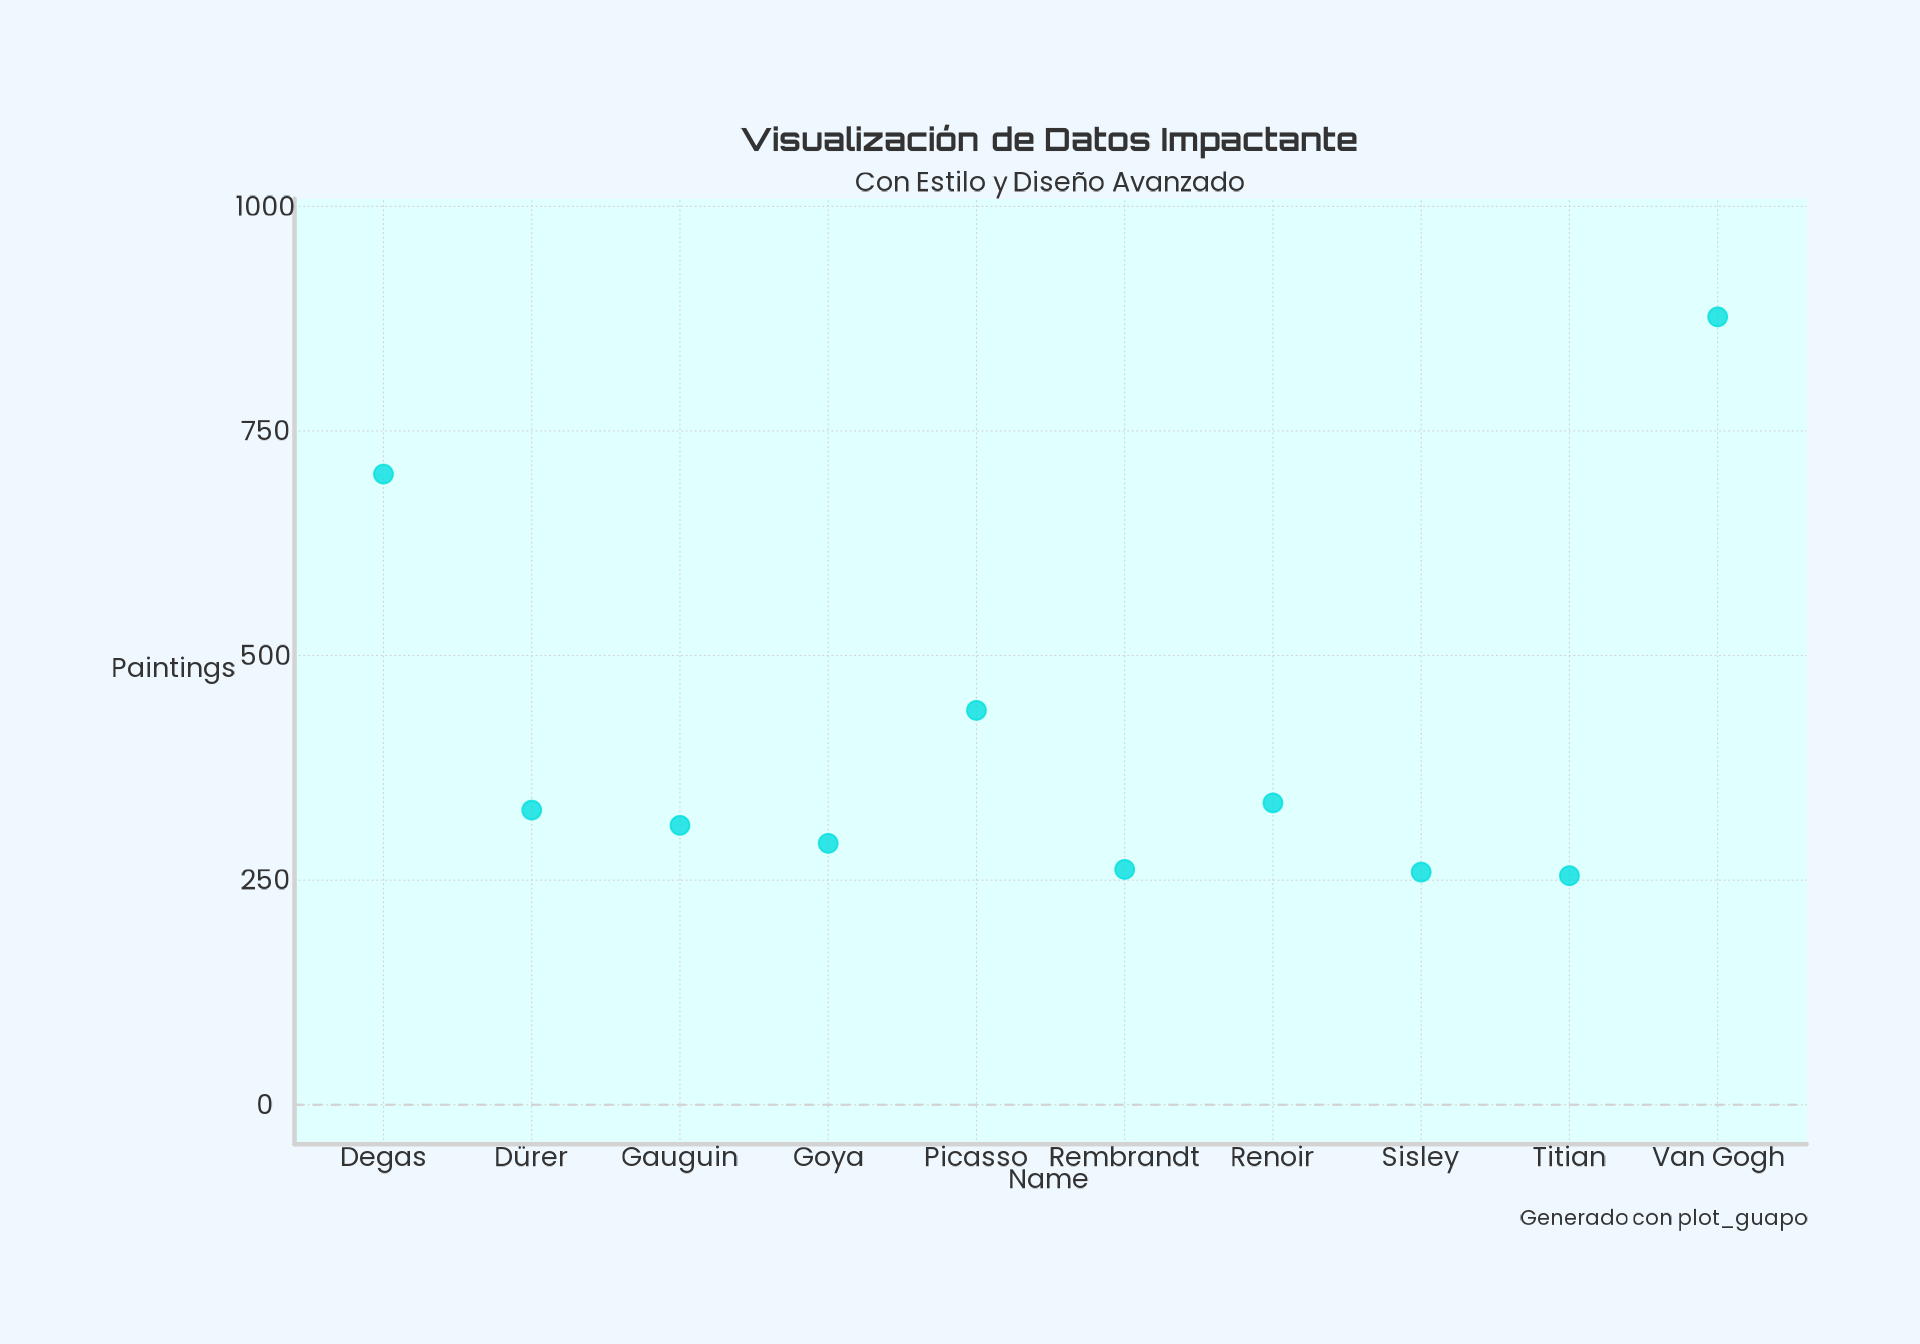 Visualización de Datos Impactante
Con Estilo y Diseño Avanzado
1000
750
500
250
0
Paintings
Degas Dürer Gauguin Goya Picasso Rembrandt Renoir Sisley Titian Van Gogh
Name
Generado con plot_guapo